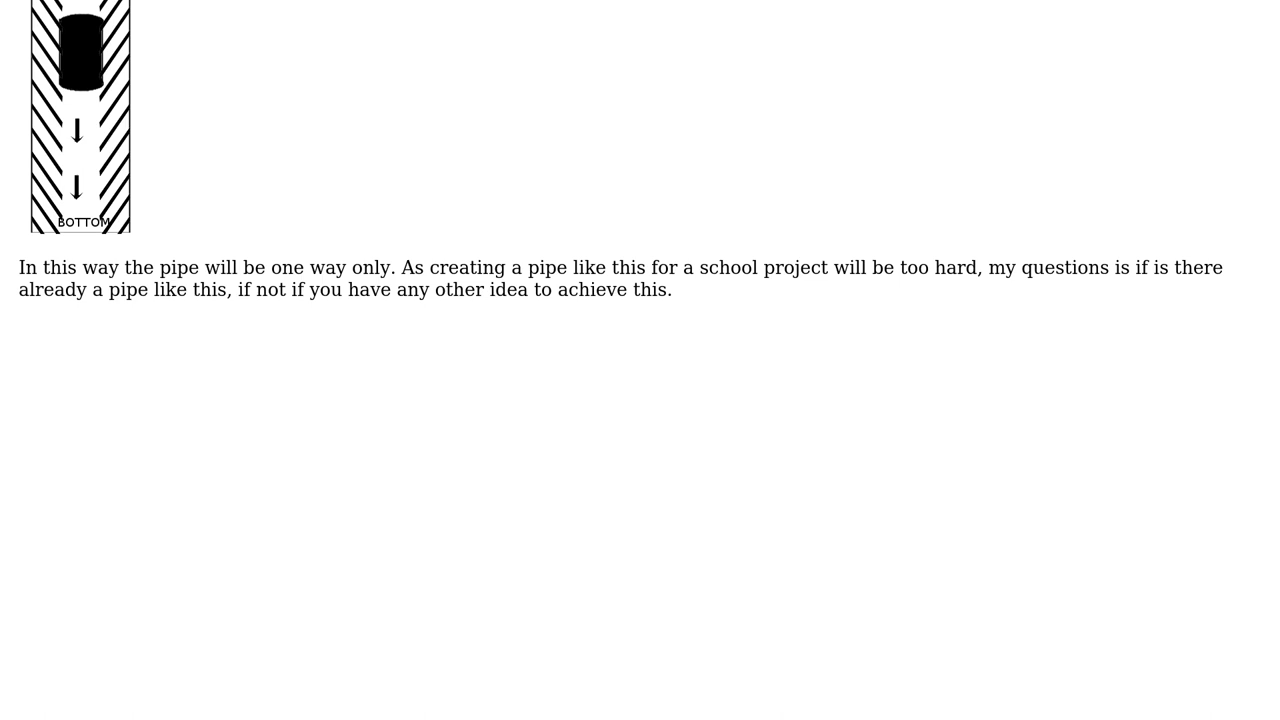 BOTTOM
In this way the pipe will be one way only. As creating a pipe like this for a school project will be too hard, my questions is if is there
already a pipe like this, if not if you have any other idea to achieve this.